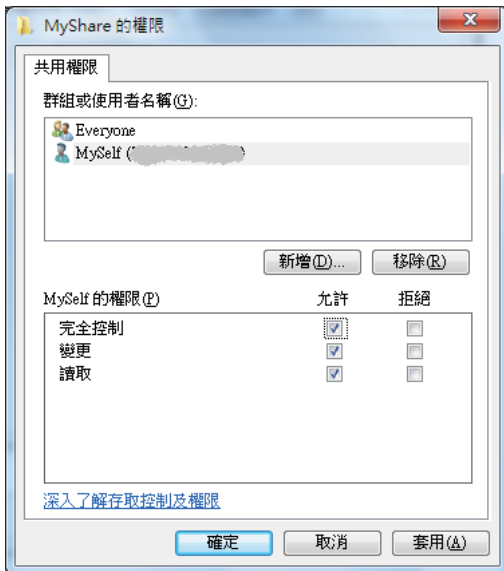 MyShare 的權限
共用權限
群組或使用者名稱(G):
Everyone
MySelf (
新增(D)... 移除(R)
MySelf 的權限(P) 允許 拒絕
完全控制
變更
讀取
深入了解存取控制及權限
確定 取消 套用(A)